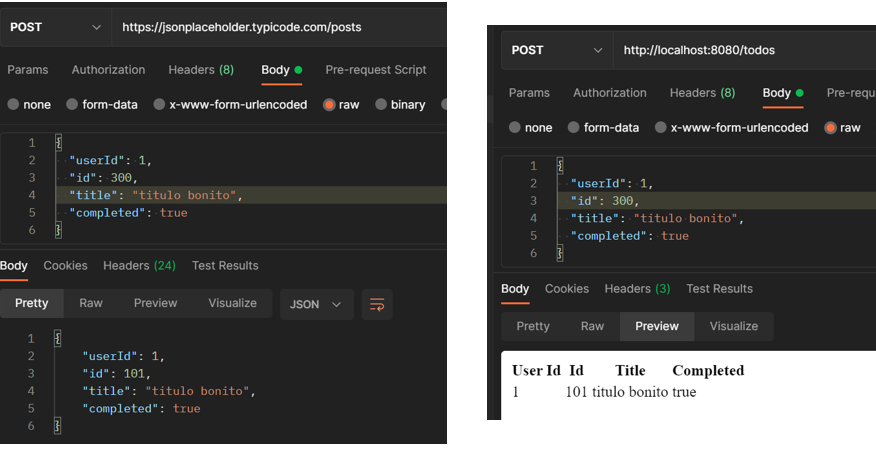 POST https://jsonplaceholder.typicode.com/posts
Params Authorization Headers (8) Body Pre-request Script
none form-data x-www-form-urlencoded raw binary
1 {
2 "userId": 1,
3 "id": 300,
4 "title": "titulo bonito",
5 "completed": true
6 }
Body Cookies Headers (24) Test Results
Pretty Raw Preview Visualize JSON
1 {
2 "userId": 1,
3 "id": 101,
4 "title": "titulo bonito",
5 "completed": true
6 }
POST http://localhost:8080/todos
Params Authorization Headers (8) Body Pre-requ
none form-data x-www-form-urlencoded raw
1 {
2 "userId": 1,
3 "id": 300,
4 "title": "titulo bonito",
5 "completed": true
6 }
Body Cookies Headers (3) Test Results
Pretty Raw Preview Visualize
User Id Id Title Completed
1 101 titulo bonito true